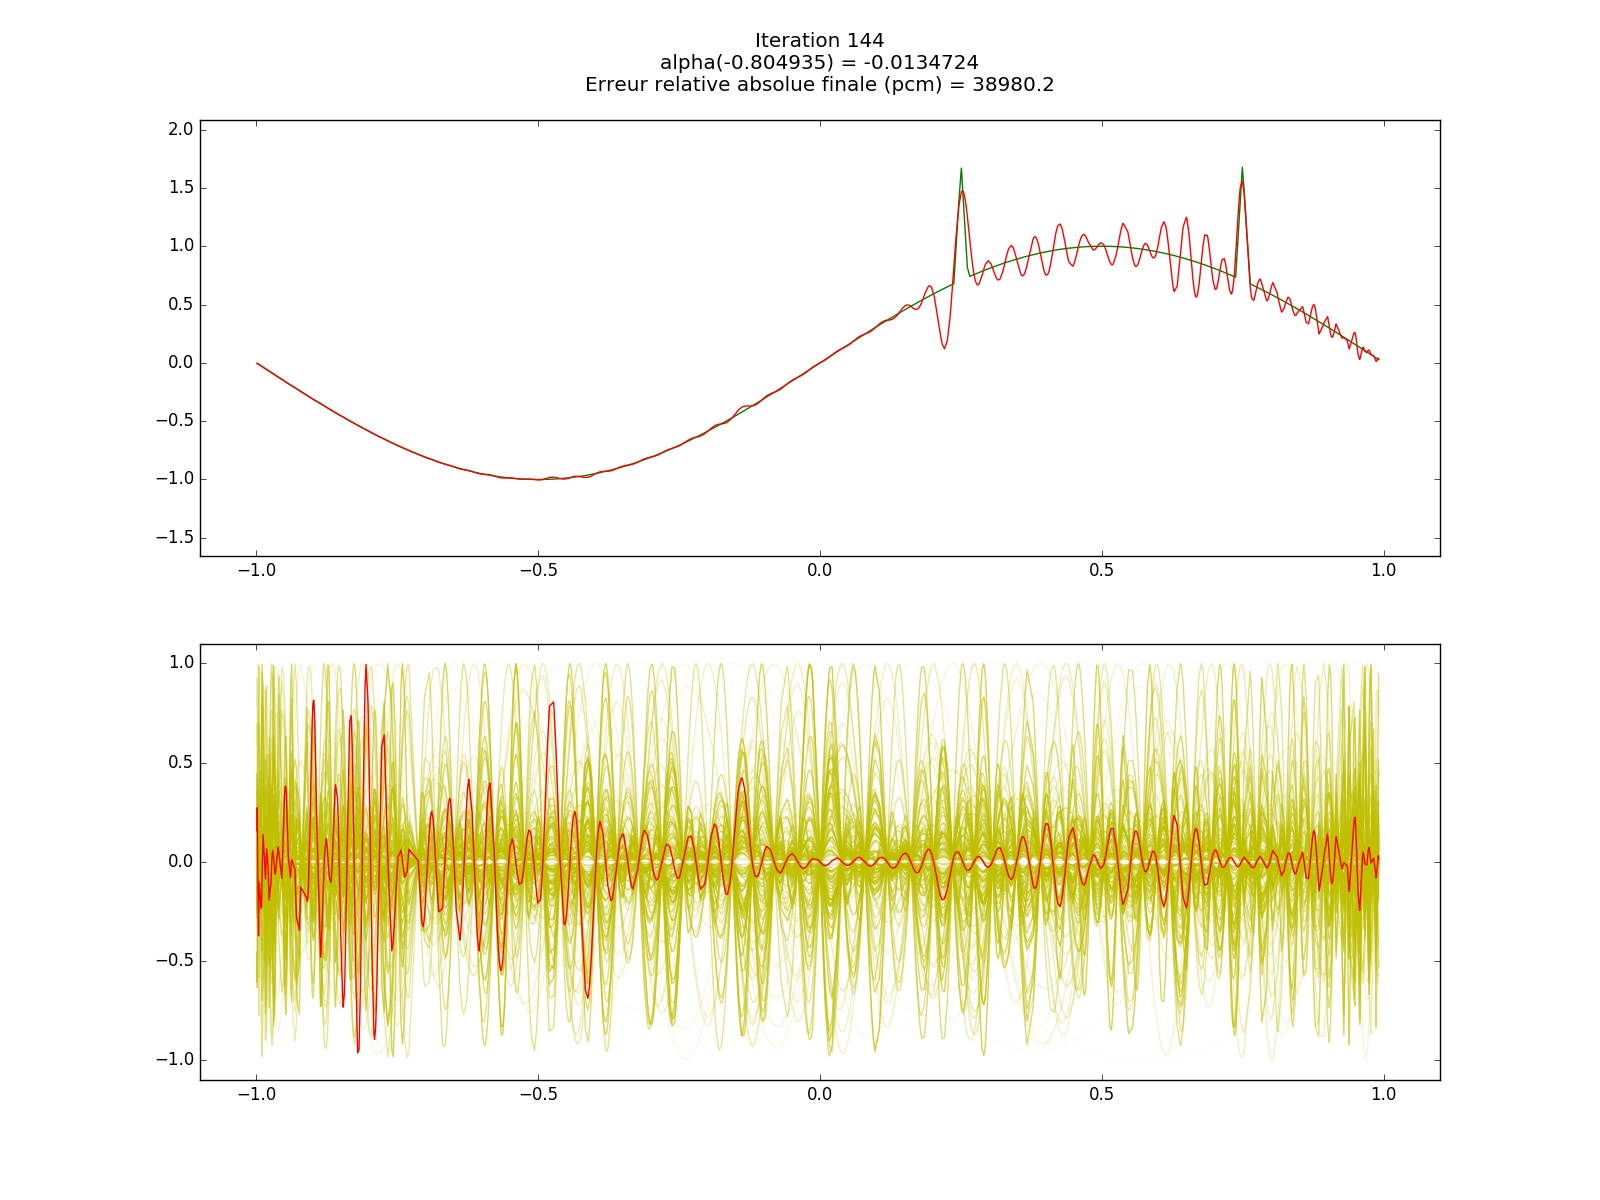 Iteration 144
alpha(-0.804935) = -0.0134724
Erreur relative absolue finale (pcm) = 38980.2
2.0
1.5
1.0
0.5
0.0
−0.5
−1.0
−1.5
−1.0 −0.5 0.0 0.5 1.0
1.0
0.5
0.0
−0.5
−1.0
−1.0 −0.5 0.0 0.5 1.0